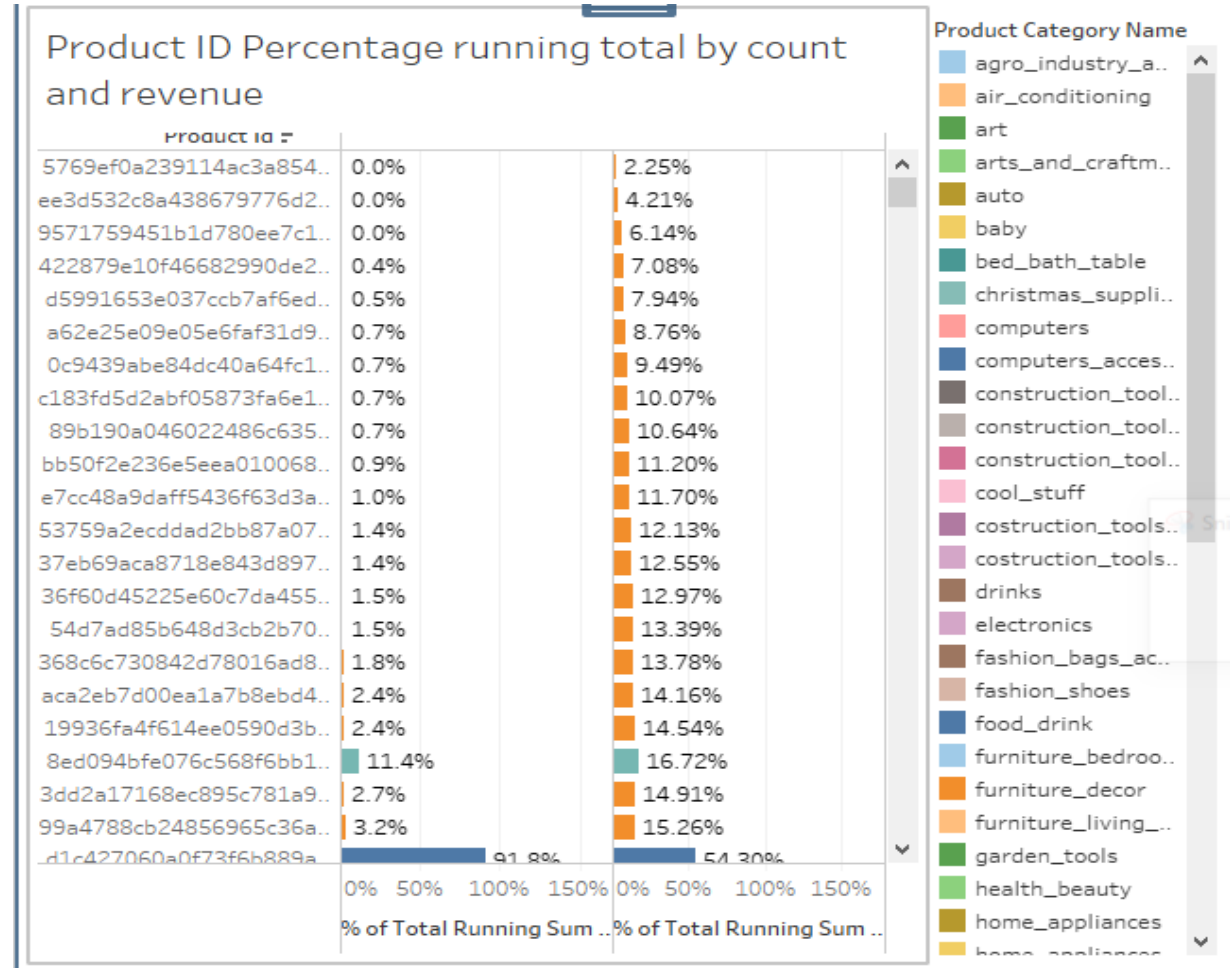 Product ID Percentage running total by count
and revenue
Product Id
5769ef0a239114ac3a854.. 0.0% 2.25%
ee3d532c8a438679776d2.. 0.0% 4.21%
9571759451b1d780ee7c1.. 0.0% 6.14%
422879e10f46682990de2.. 0.4% 7.08%
d5991653e037ccb7af6ed.. 0.5% 7.94%
a62e25e09e05e6faf31d9.. 0.7% 8.76%
0c9439abe84dc40a64fc1.. 0.7% 9.49%
c183fd5d2abf05873fa6e1.. 0.7% 10.07%
89b190a046022486c635.. 0.7% 10.64%
bb50f2e236e5eea010068.. 0.9% 11.20%
e7cc48a9daff5436f63d3a.. 1.0% 11.70%
53759a2ecddad2bb87a07.. 1.4% 12.13%
37eb69aca8718e843d897.. 1.4% 12.55%
36f60d45225e60c7da455.. 1.5% 12.97%
54d7ad85b648d3cb2b70.. 1.5% 13.39%
368c6c730842d78016ad8.. 1.8% 13.78%
aca2eb7d00ea1a7b8ebd4.. 2.4% 14.16%
19936fa4f614ee0590d3b.. 2.4% 14.54%
8ed094bfe076c568f6bb1.. 11.4% 16.72%
3dd2a17168ec895c781a9.. 2.7% 14.91%
99a4788cb24856965c36a.. 3.2% 15.26%
d1c427060a0f73f6b889a 91.8% 54.30%
0% 50% 100% 150% 0% 50% 100% 150%
% of Total Running Sum .. % of Total Running Sum ..
Product Category Name
agro_industry_a..
air_conditioning
art
arts_and_craftm..
auto
baby
bed_bath_table
christmas_suppli..
computers
computers_acces..
construction_tool..
construction_tool..
construction_tool..
cool_stuff
costruction_tools..
costruction_tools..
drinks
electronics
fashion_bags_ac..
fashion_shoes
food_drink
furniture_bedroo..
furniture_decor
furniture_living_..
garden_tools
health_beauty
home_appliances
home_appliances